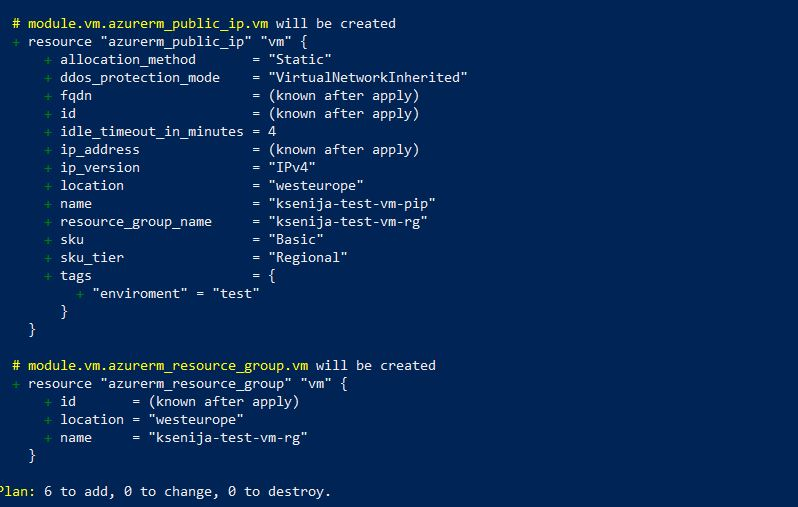 # module.vm.azurerm_public_ip.vm will be created
+ resource "azurerm_public_ip" "vm" {
+ allocation_method = "Static"
+ ddos_protection_mode = "VirtualNetworkInherited"
+ fqdn = (known after apply)
+ id = (known after apply)
+ idle_timeout_in_minutes = 4
+ ip_address = (known after apply)
+ ip_version = "IPv4"
+ location = "westeurope"
+ name = "ksenija-test-vm-pip"
+ resource_group_name = "ksenija-test-vm-rg"
+ sku = "Basic"
+ sku_tier = "Regional"
+ tags = {
+ "enviroment" = "test"
}
}
# module.vm.azurerm_resource_group.vm will be created
+ resource "azurerm_resource_group" "vm" {
+ id = (known after apply)
+ location = "westeurope"
+ name = "ksenija-test-vm-rg"
}
Plan: 6 to add, 0 to change, 0 to destroy.